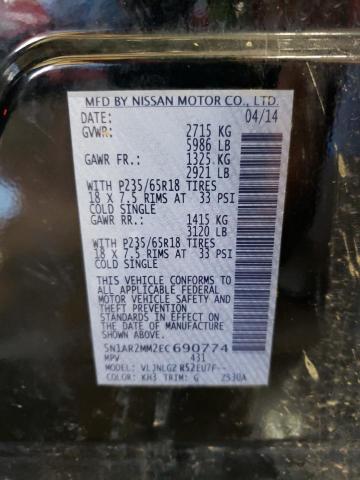 MFD BY NISSAN MOTOR CO., LTD.
DATE: 04/14
GVWR: 2715 KG
5986 LB
GAWR FR.: 1325 KG
2921 LB
WITH P235/65R18 TIRES
18 X 7.5 RIMS AT 33 PSI
COLD SINGLE
GAWR RR.: 1415 KG
3120 LB
WITH P235/65R18 TIRES
18 X 7.5 RIMS AT 33 PSI
COLD SINGLE
THIS VEHICLE CONFORMS TO
ALL APPLICABLE FEDERAL
MOTOR VEHICLE SAFETY
AND THEFT PREVENTION
STANDARDS IN EFFECT ON
THE DATE OF MANUFACTURE
SHOWN ABOVE.
5N1AR2MM2EC690774
MPV 431
MODEL: VLJNLG2 R52EU7F--
COLOR: KH3 TRIM: G 2530A